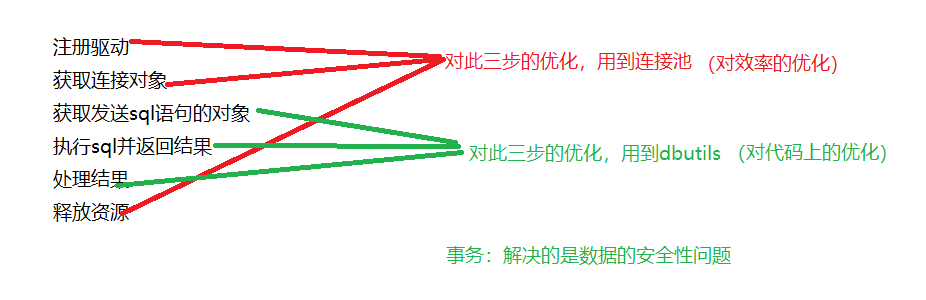 注册驱动
获取连接对象
获取发送sql语句的对象
执行sql并返回结果
处理结果
释放资源
对此三步的优化，用到连接池 （对效率的优化）
对此三步的优化，用到dbutils （对代码上的优化）
事务：解决的是数据的安全性问题